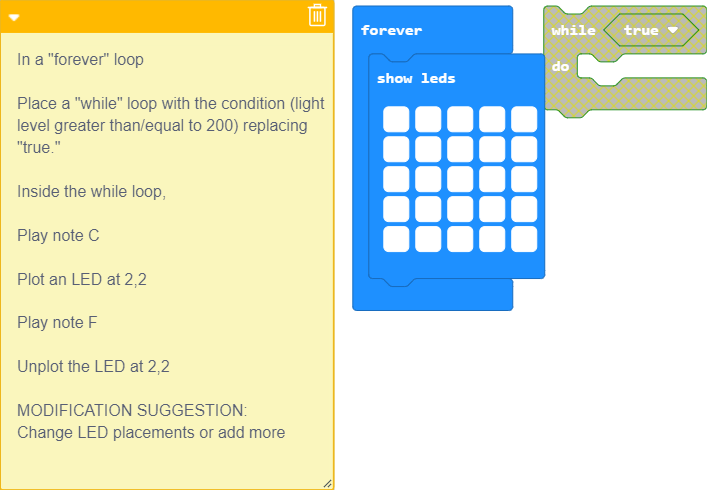 In a "forever" loop
Place a "while" loop with the condition (light
level greater than/equal to 200) replacing
"true."
Inside the while loop,
Play note C
Plot an LED at 2,2
Play note F
Unplot the LED at 2,2
MODIFICATION SUGGESTION:
Change LED placements or add more
forever
show leds
while true
do